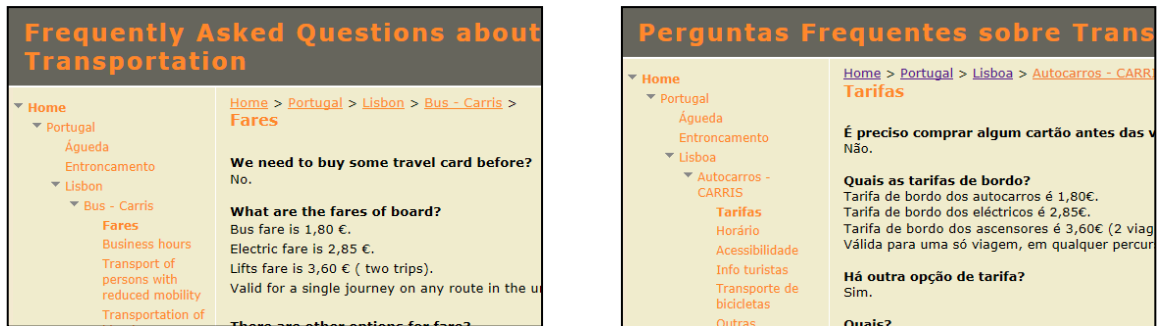 Frequently Asked Questions about
Transportation
Home
Portugal
Águeda
Entroncamento
Lisbon
Bus - Carris
Fares
Business hours
Transport of
persons with
reduced mobility
Transportation of
Home > Portugal > Lisbon > Bus - Carris >
Fares
We need to buy some travel card before?
No.
What are the fares of board?
Bus fare is 1,80 €.
Electric fare is 2,85 €.
Lifts fare is 3,60 € ( two trips).
Valid for a single journey on any route in the
There are other options for fare?
Perguntas Frequentes sobre
Home
Portugal
Águeda
Entroncamento
Lisboa
Autocarros -
CARRIS
Tarifas
Horário
Acessibilidade
Info turistas
Transporte de
bicicletas
Outras
Home > Portugal > Lisboa > Autocarros -
Tarifas
É preciso comprar algum cartão antes das
Não.
Quais as tarifas de bordo?
Tarifa de bordo dos autocarros é 1,80€.
Tarifa de bordo dos eléctricos é 2,85€.
Tarifa de bordo dos ascensores é 3,60€ (2
Válida para uma só viagem, em qualquer
Há outra opção de tarifa?
Sim.
Quais?